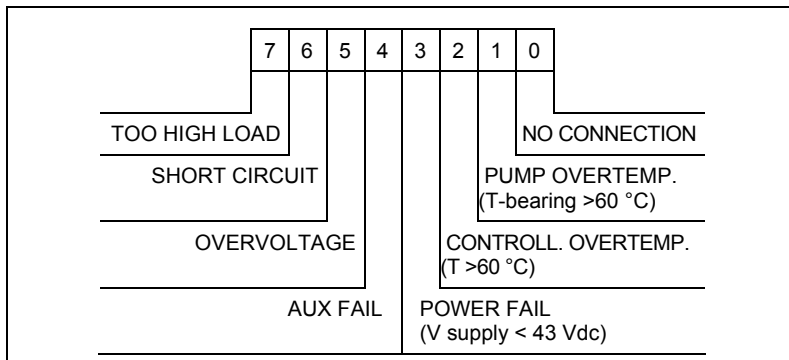 7 6 5 4 3 2 1 0
TOO HIGH LOAD
NO CONNECTION
SHORT CIRCUIT
PUMP OVERTEMP.
(T-bearing >60 °C)
OVERVOLTAGE
CONTROLL. OVERTEMP.
(T >60 °C)
AUX FAIL
POWER FAIL
(V supply < 43 Vdc)